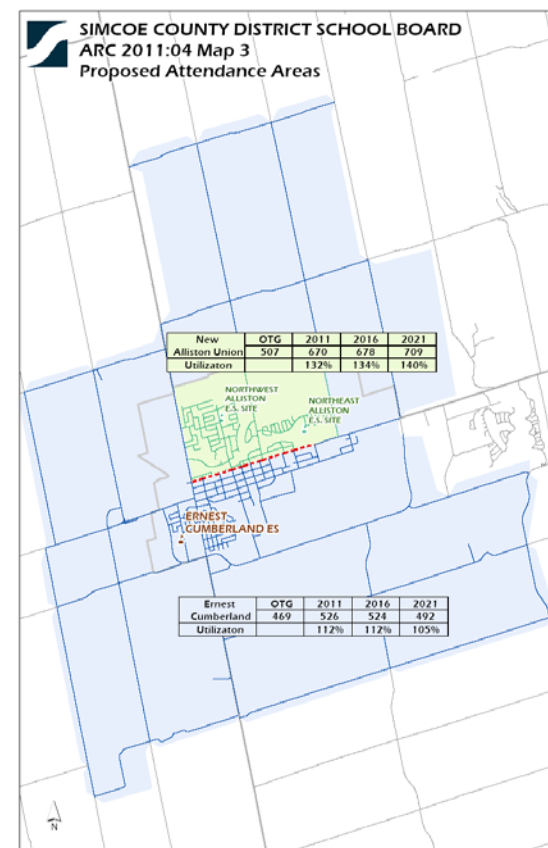 SIMCOE COUNTY DISTRICT SCHOOL BOARD
ARC 2011:04 Map 3
Proposed Attendance Areas
New OTG 2011 2016 2021
Alliston Union 507 670 678 709
Utilizaton 132% 134% 140%
NORTHWEST
ALLISTON
E.S. SITE
NORTHEAST
ALLISTON
E.S. SITE
ERNEST
CUMBERLAND ES
Ernest OTG 2011 2016 2021
Cumberland 469 526 524 492
Utilizaton 112% 112% 105%
N